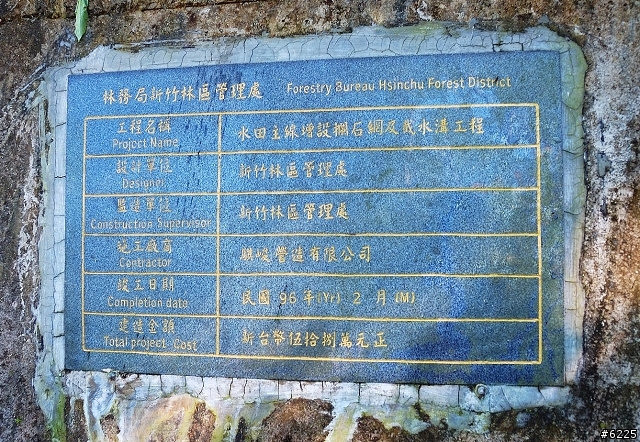 林務局新竹林區管理處 Forestry Bureau Hsinchu Forest District
工程名稱 水田主線增設攔石網及截水溝工程
Project Name
設計單位 新竹林區管理處
Designer
監造單位 新竹林區管理處
Construction Supervisor
施工廠商 騏峻營造有限公司
Contractor
竣工日期 民國 96 年(Yr) 2 月(M)
Completion date
建造金額 新台幣伍拾捌萬元正
Total project Cost
#6225